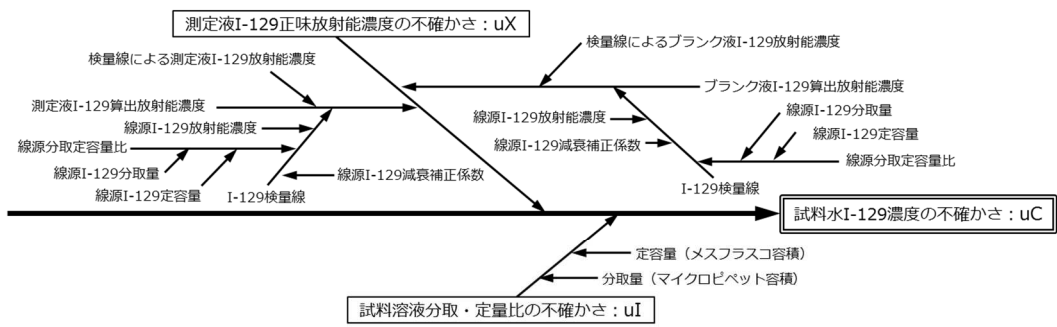 測定液I-129正味放射能濃度の不確かさ：uX
検量線によるブランク液I-129放射能濃度
検量線による測定液I-129放射能濃度
ブランク液I-129算出放射能濃度
測定液I-129算出放射能濃度
線源I-129分取量
線源I-129放射能濃度
線源I-129放射能濃度
線源I-129定容量
線源分取定容量比
線源I-129減衰補正係数
線源分取定容量比
線源I-129分取量
線源I-129減衰補正係数
線源I-129定容量
I-129検量線
I-129検量線
試料水I-129濃度の不確かさ：uC
定容量（メスフラスコ容積）
分取量（マイクロピペット容積）
試料溶液分取・定量比の不確かさ：uI